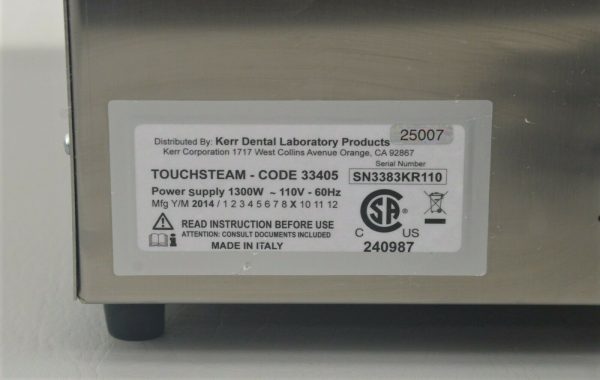 25007
Distributed By: Kerr Dental Laboratory Products
Kerr Corporation 1717 West Collins Avenue Orange, CA 92867
Serial Number
TOUCHSTEAM - CODE 33405 SN3383KR110
Power supply 1300W ~ 110V - 60Hz
Mfg Y/M 2014 / 1 2 3 4 5 6 7 8 X 10 11 12
READ INSTRUCTION BEFORE USE
ATTENTION: CONSULT DOCUMENTS INCLUDED
MADE IN ITALY
SA
C US
240987